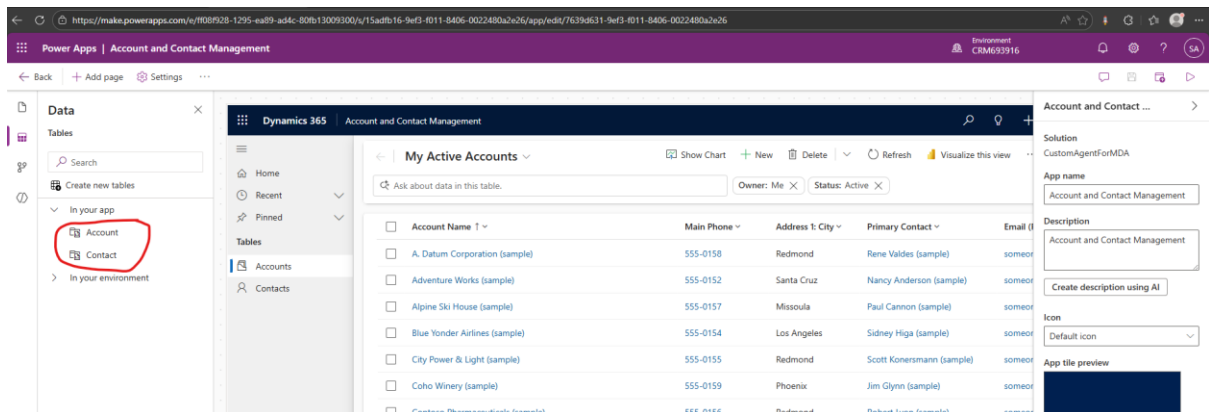 https://make.powerapps.com/e/ff08f928-1295-ea89-ad4c-80fb13009300/s/15adfb16-9ef3-f011-8406-0022480a2e26/app/edit/7639d631-9ef3-f011-8406-0022480a2e26
Power Apps | Account and Contact Management
Environment
CRM693916
SA
Back
Add page
Settings
Data
Tables
Search
Create new tables
In your app
Account
Contact
In your environment
Dynamics 365
Account and Contact Management
Home
Recent
Pinned
Tables
Accounts
Contacts
My Active Accounts
Show Chart
New
Delete
Refresh
Visualize this view
Ask about data in this table.
Owner: Me
Status: Active
Account Name Main Phone Address 1: City Primary Contact Email (
A. Datum Corporation (sample) 555-0158 Redmond Rene Valdes (sample) someor
Adventure Works (sample) 555-0152 Santa Cruz Nancy Anderson (sample) someor
Alpine Ski House (sample) 555-0157 Missoula Paul Cannon (sample) someor
Blue Yonder Airlines (sample) 555-0154 Los Angeles Sidney Higa (sample) someor
City Power & Light (sample) 555-0155 Redmond Scott Konersmann (sample) someor
Coho Winery (sample) 555-0159 Phoenix Jim Glynn (sample) someor
Account and Contact ...
Solution
CustomAgentForMDA
App name
Account and Contact Management
Description
Account and Contact Management
Create description using AI
Icon
Default icon
App tile preview